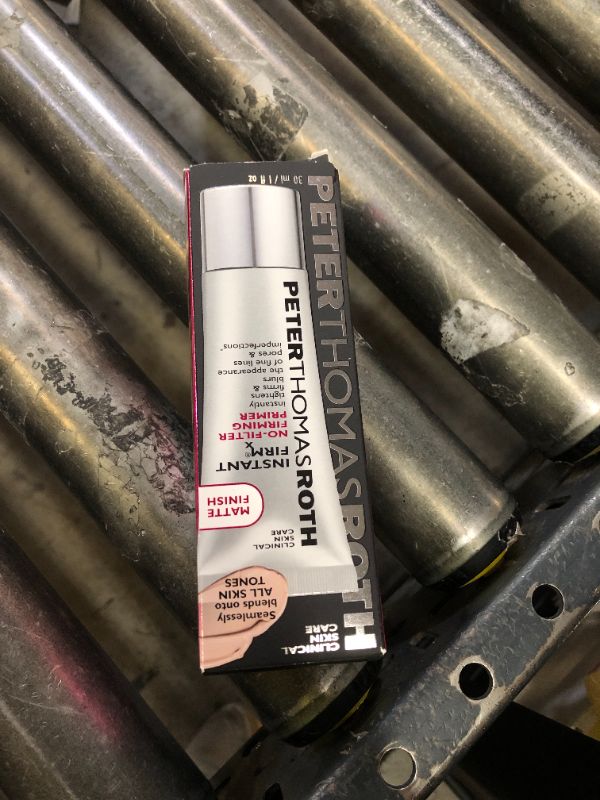 PETERTHOMASROTH
CLINICAL
SKIN
CARE
PETERTHOMASROTH
CLINICAL
SKIN
CARE
INSTANT
FIRMx®
NO-FILTER
FIRMING
PRIMER
instantly
tightens
firms &
blurs
the appearance
of fine lines
pores &
imperfections*
MATTE
FINISH
Seamlessly
blends onto
ALL SKIN
TONES
30 ml / 1 fl oz